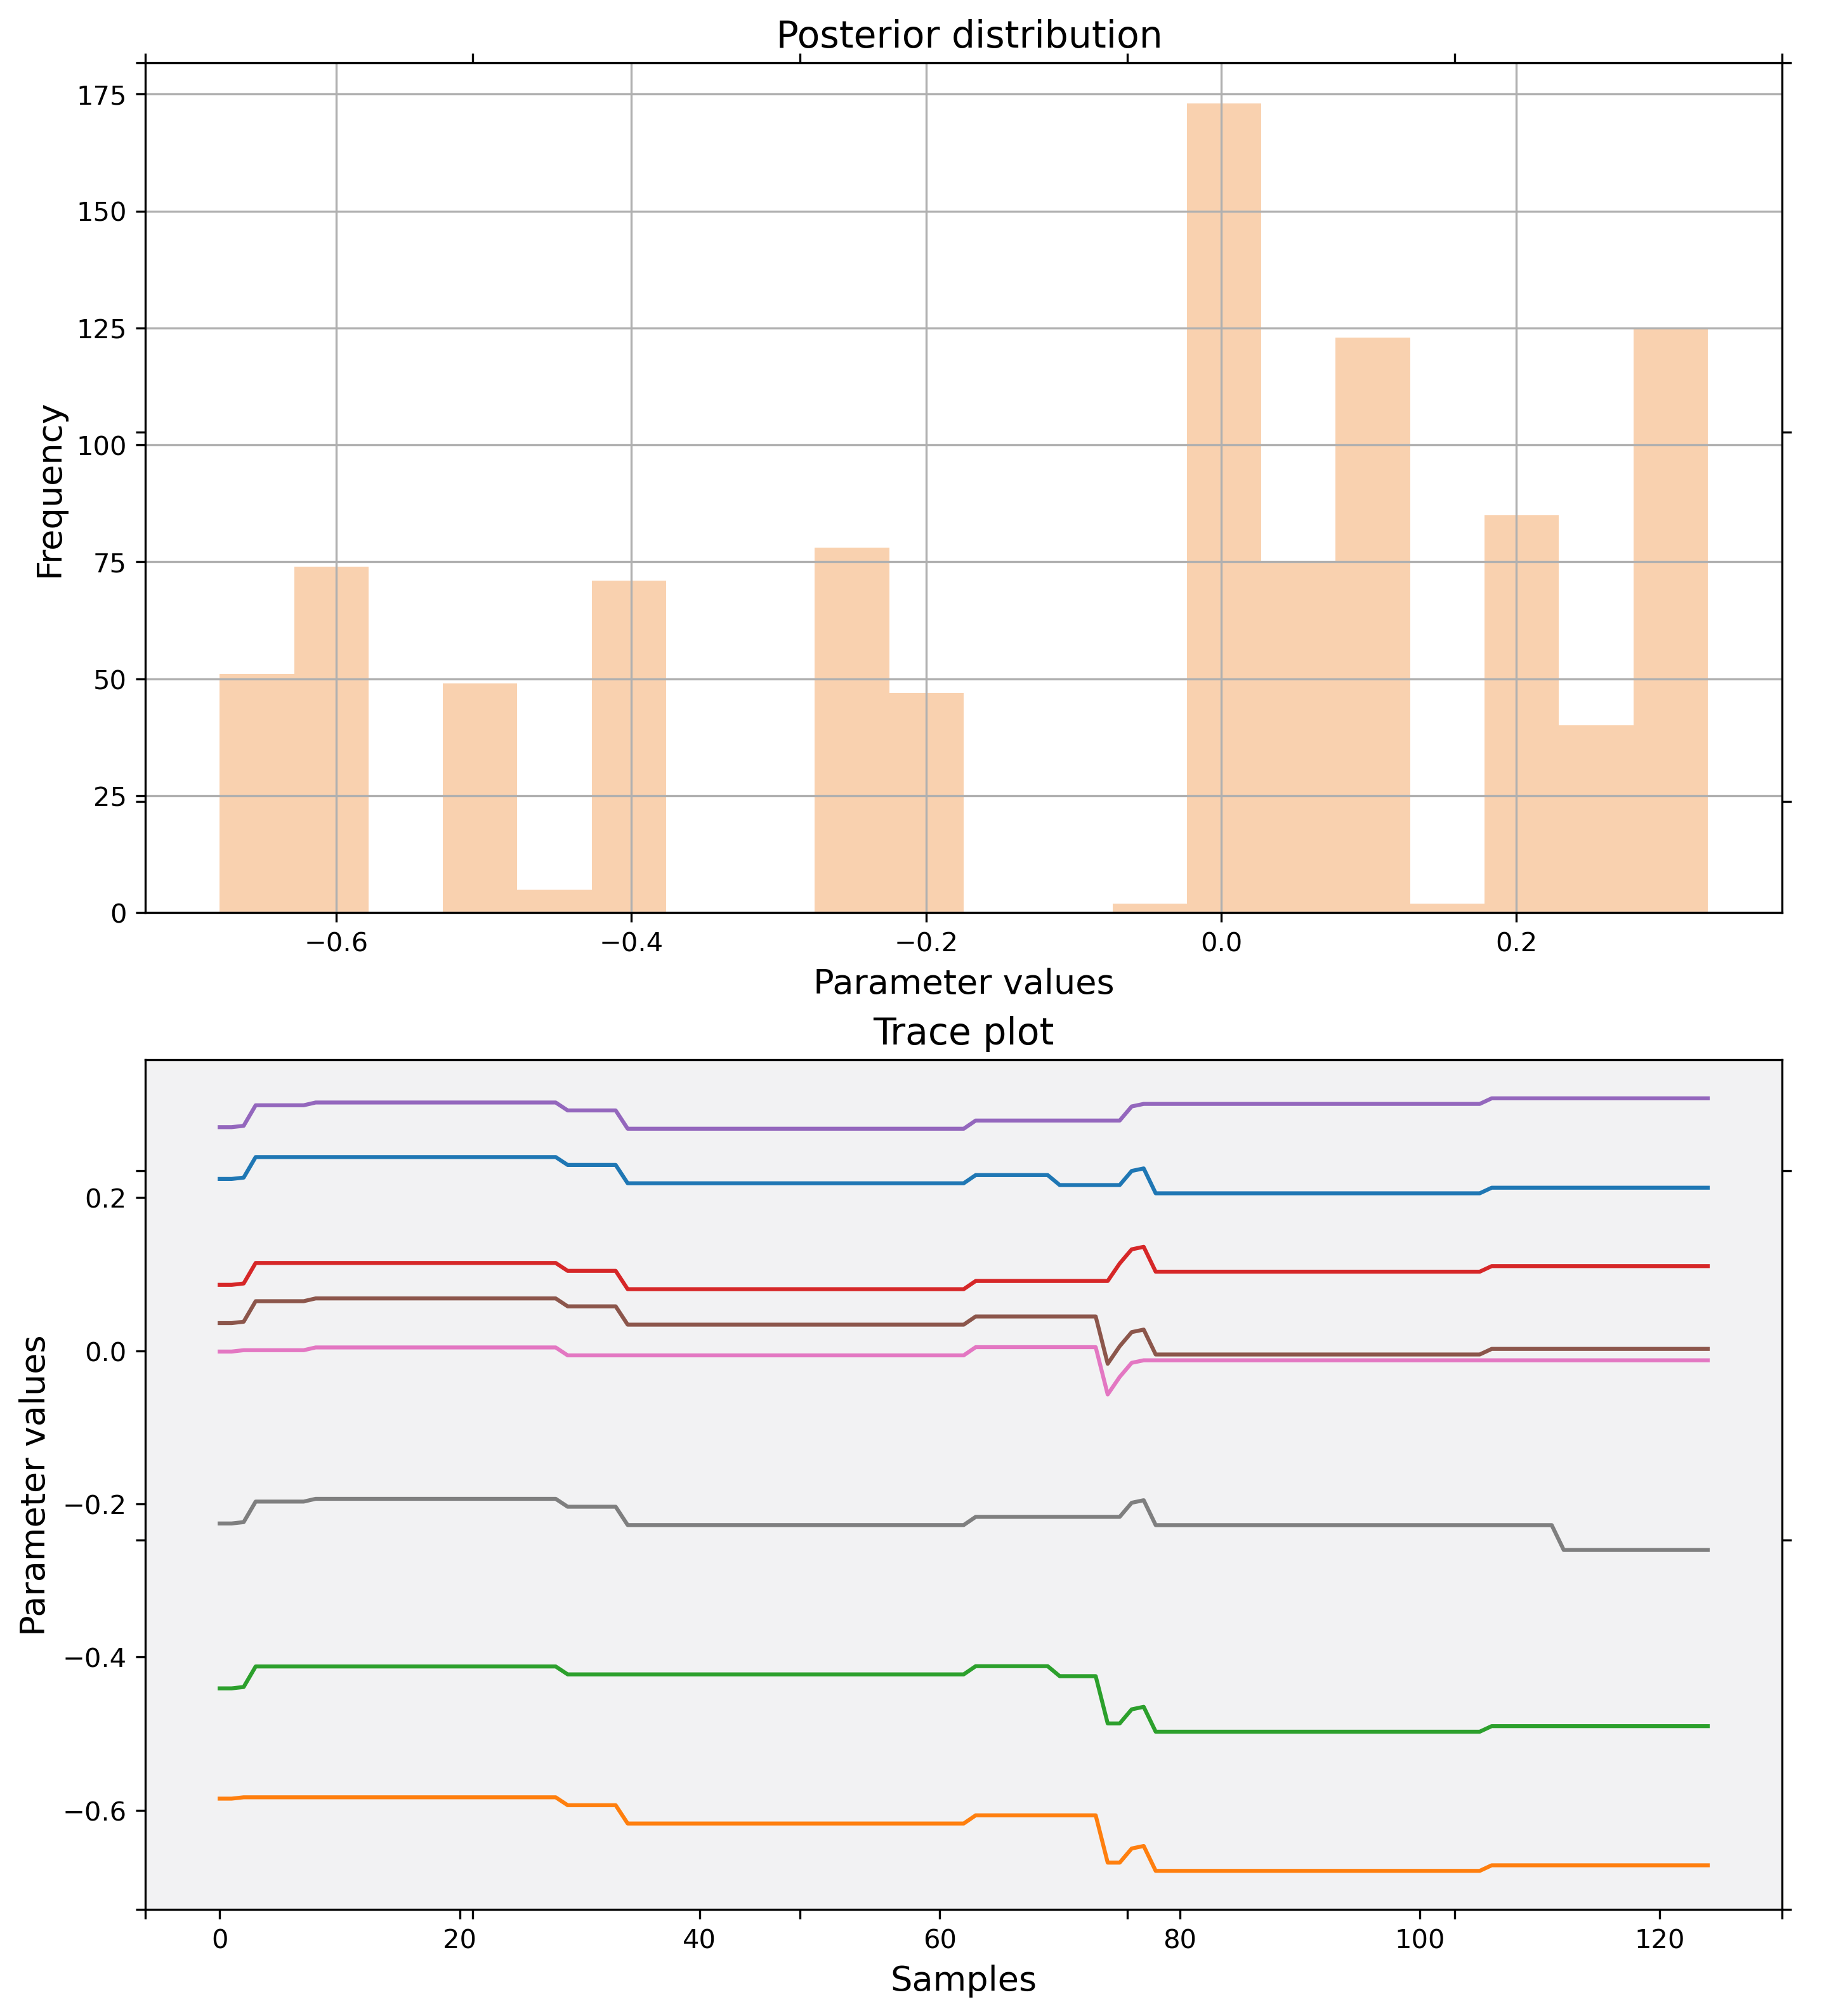 Posterior distribution
175
150
125
100
75
50
25
0
Frequency
−0.6 −0.4 −0.2 0.0 0.2
Parameter values
Trace plot
0.2
0.0
−0.2
−0.4
−0.6
Parameter values
0 20 40 60 80 100 120
Samples